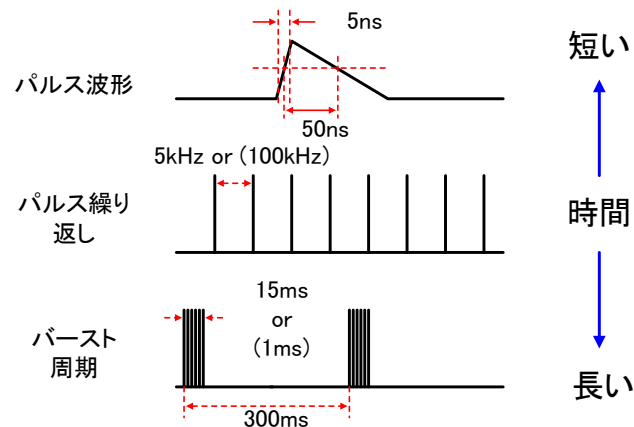 5ns
短い
パルス波形
50ns
5kHz or (100kHz)
パルス繰り
返し
時間
15ms
or
(1ms)
バースト
周期
長い
300ms